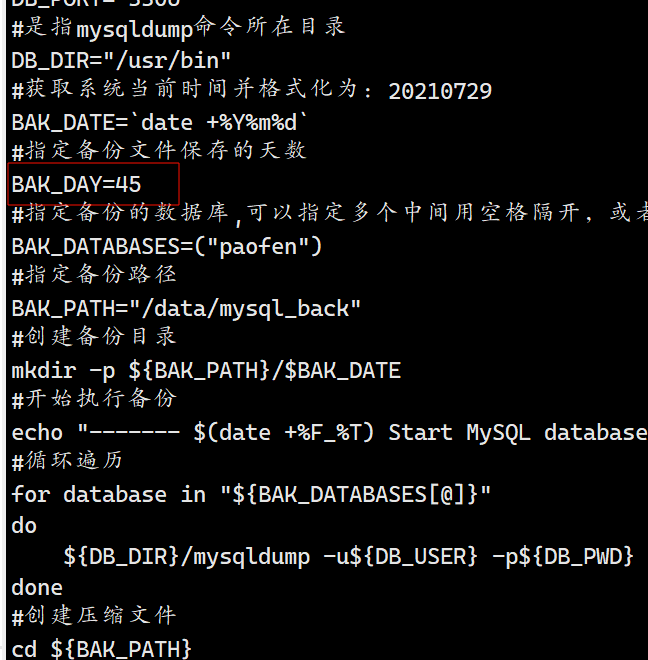 #是指mysqldump命令所在目录
DB_DIR="/usr/bin"
#获取系统当前时间并格式化为: 20210729
BAK_DATE=`date +%Y%m%d`
#指定备份文件保存的天数
BAK_DAY=45
#指定备份的数据库,可以指定多个中间用空格隔开, 或者
BAK_DATABASES=("paofen")
#指定备份路径
BAK_PATH="/data/mysql_back"
#创建备份目录
mkdir -p ${BAK_PATH}/$BAK_DATE
#开始执行备份
echo "------- $(date +%F_%T) Start MySQL database
#循环遍历
for database in "${BAK_DATABASES[@]}"
do
    ${DB_DIR}/mysqldump -u${DB_USER} -p${DB_PWD}
done
#创建压缩文件
cd ${BAK_PATH}